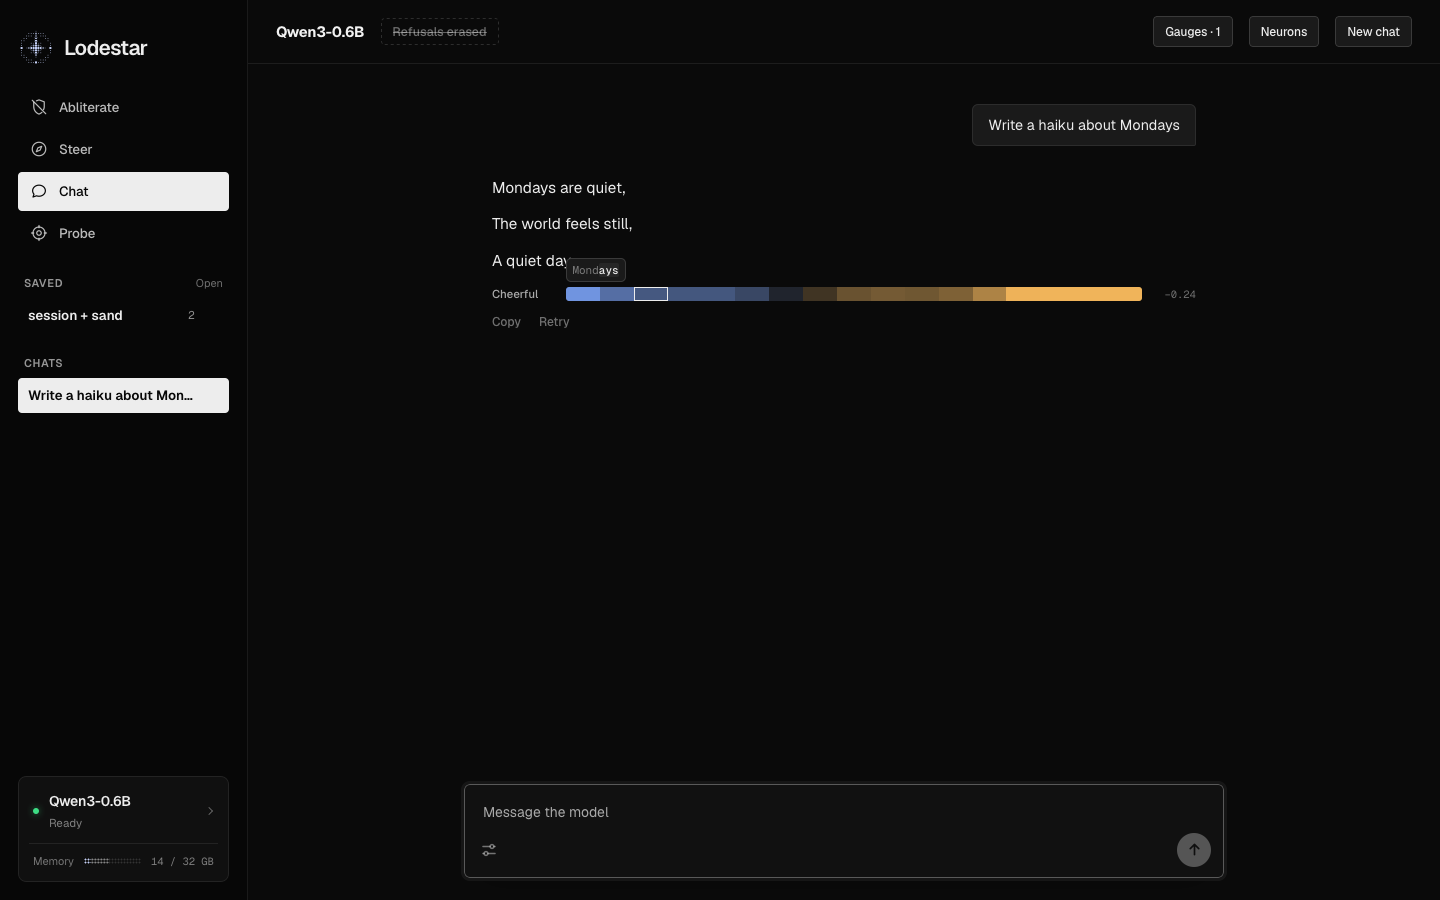 Lodestar
Abliterate
Steer
Chat
Probe
SAVED Open
session + sand 2
CHATS
Write a haiku about Mon...
Qwen3-0.6B
Ready
Memory 14 / 32 GB
Qwen3-0.6B Refusals erased Gauges · 1 Neurons New chat
Write a haiku about Mondays
Mondays are quiet,
The world feels still,
A quiet day
Mondays
Cheerful −0.24
Copy Retry
Message the model